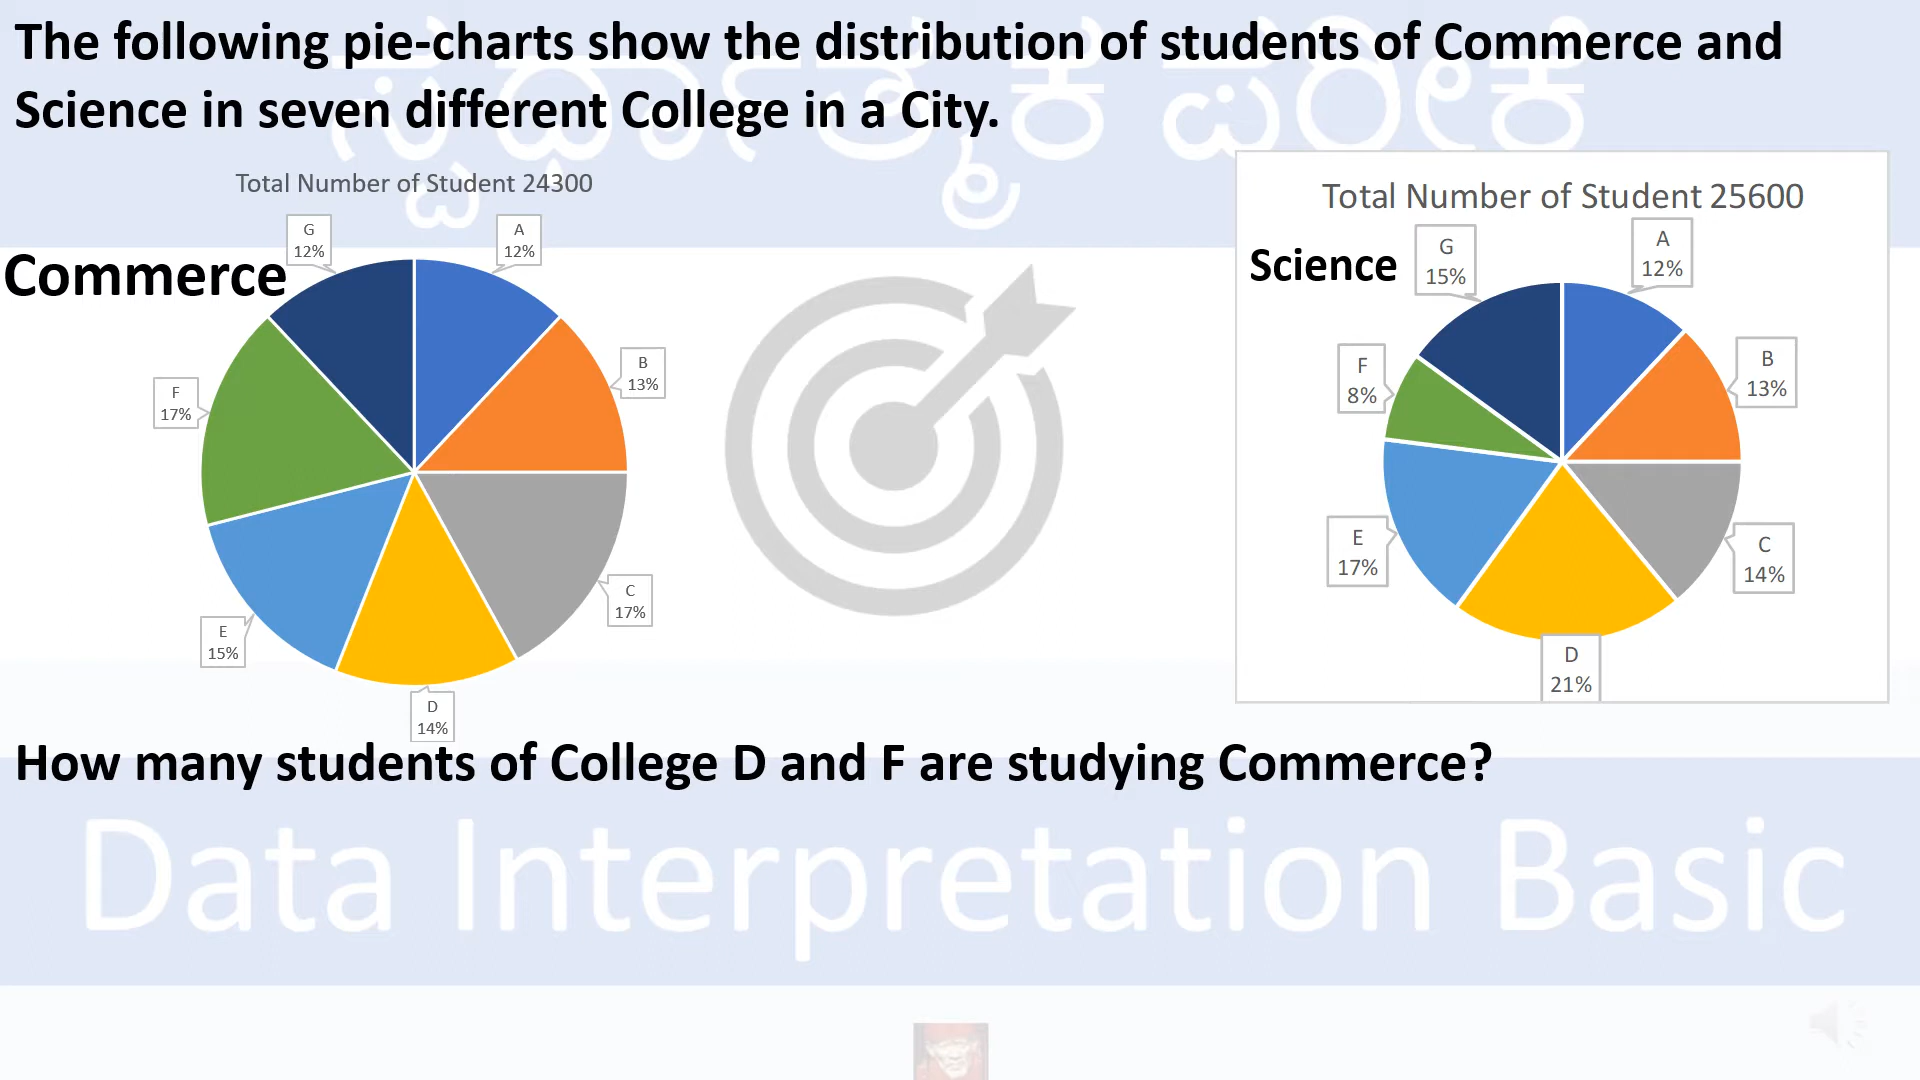 The following pie-charts show the distribution of students of Commerce and
Science in seven different College in a City.
Total Number of Student 24300
Commerce
G
12%
A
12%
B
13%
F
17%
C
17%
E
15%
D
14%
Total Number of Student 25600
Science
G
15%
A
12%
F
8%
B
13%
E
17%
C
14%
D
21%
How many students of College D and F are studying Commerce?
Data Interpretation Basic